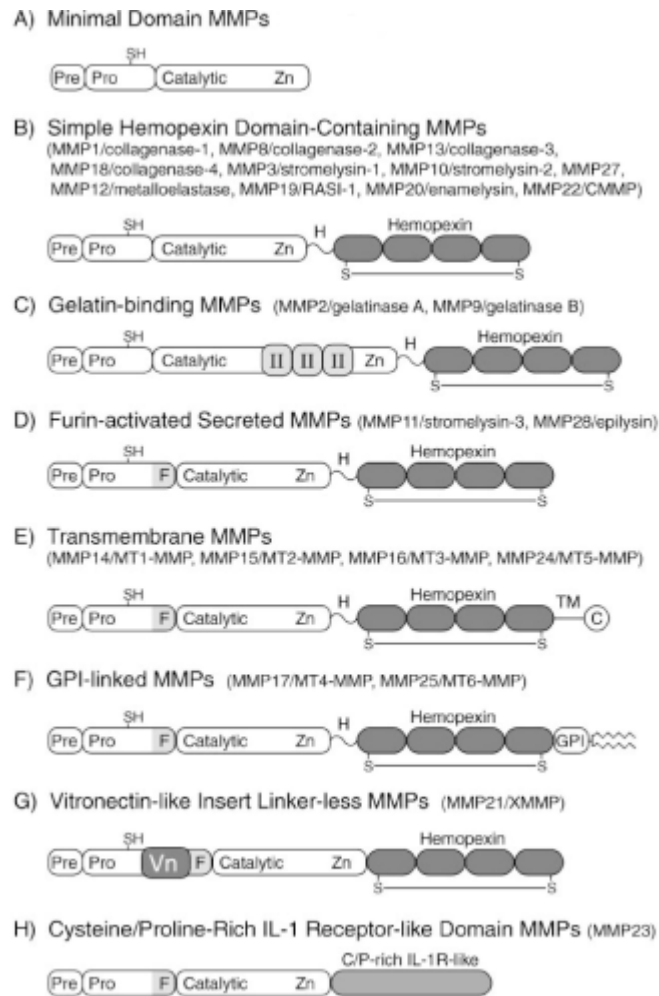 A) Minimal Domain MMPs
SH
Pre Pro Catalytic Zn
B) Simple Hemopexin Domain-Containing MMPs
(MMP1/collagenase-1, MMP8/collagenase-2, MMP13/collagenase-3,
MMP18/collagenase-4, MMP3/stromelysin-1, MMP10/stromelysin-2, MMP27,
MMP12/metalloelastase, MMP19/RASI-1, MMP20/enamelysin, MMP22/CMMP)
SH H Hemopexin
Pre Pro Catalytic Zn
S S
C) Gelatin-binding MMPs (MMP2/gelatinase A, MMP9/gelatinase B)
SH H Hemopexin
Pre Pro Catalytic II II II Zn
S S
D) Furin-activated Secreted MMPs (MMP11/stromelysin-3, MMP28/epilysin)
SH H Hemopexin
Pre Pro F Catalytic Zn
S S
E) Transmembrane MMPs
(MMP14/MT1-MMP, MMP15/MT2-MMP, MMP16/MT3-MMP, MMP24/MT5-MMP)
SH H Hemopexin TM
Pre Pro F Catalytic Zn C
S S
F) GPI-linked MMPs (MMP17/MT4-MMP, MMP25/MT6-MMP)
SH H Hemopexin
Pre Pro F Catalytic Zn GPI
S S
G) Vitronectin-like Insert Linker-less MMPs (MMP21/XMMP)
SH Hemopexin
Pre Pro Vn F Catalytic Zn
S S
H) Cysteine/Proline-Rich IL-1 Receptor-like Domain MMPs (MMP23)
C/P-rich IL-1R-like
Pre Pro F Catalytic Zn